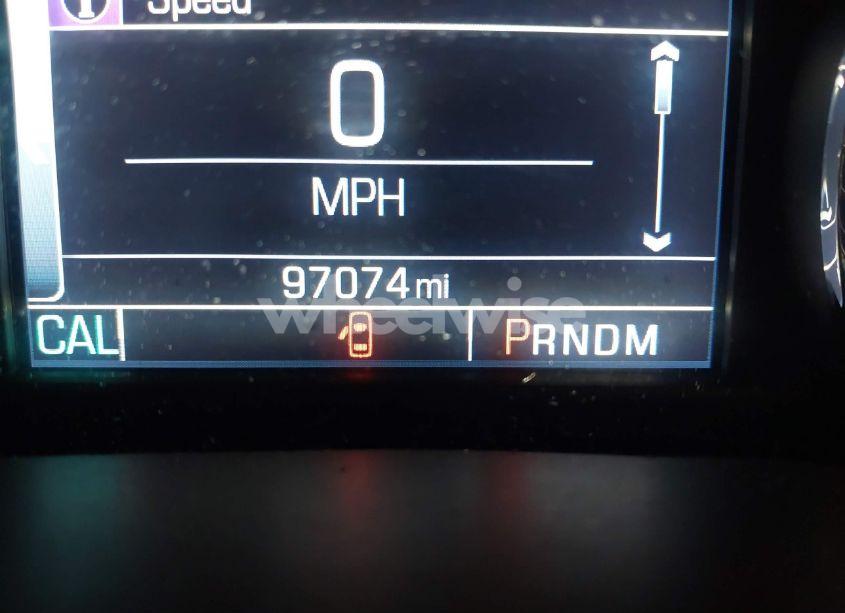 i Speed
0
MPH
97074 mi
wheelwise
CAL PRNDM